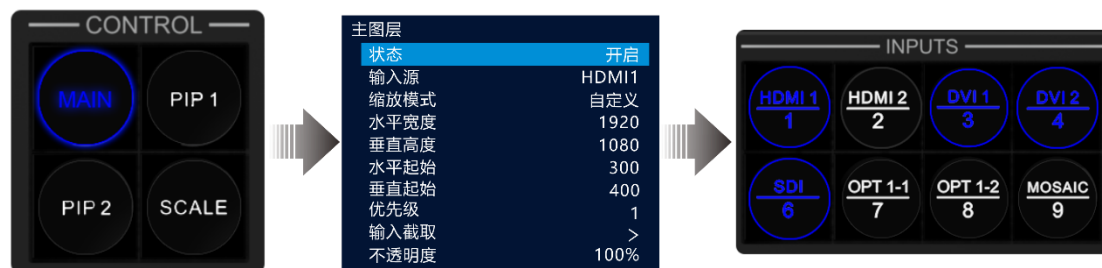 CONTROL
MAIN
PIP 1
PIP 2
SCALE
主图层
状态 开启
输入源 HDMI1
缩放模式 自定义
水平宽度 1920
垂直高度 1080
水平起始 300
垂直起始 400
优先级 1
输入截取 >
不透明度 100%
INPUTS
HDMI 1 HDMI 2 DVI 1 DVI 2
1 2 3 4
SDI OPT 1-1 OPT 1-2 MOSAIC
6 7 8 9